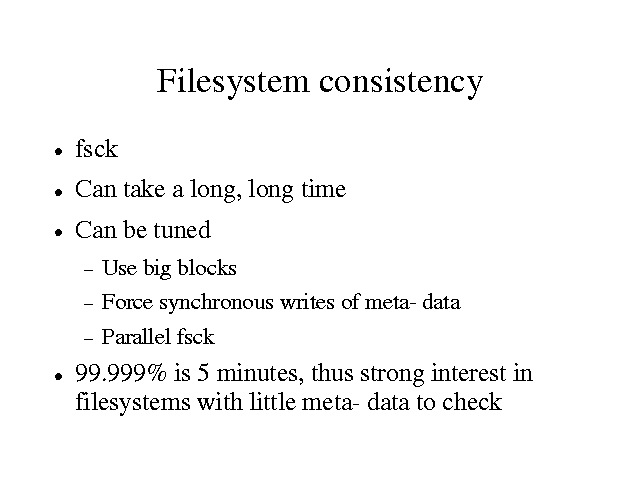 Filesystem consistency
• fsck
• Can take a long, long time
• Can be tuned
– Use big blocks
– Force synchronous writes of meta- data
– Parallel fsck
• 99.999% is 5 minutes, thus strong interest in
filesystems with little meta- data to check